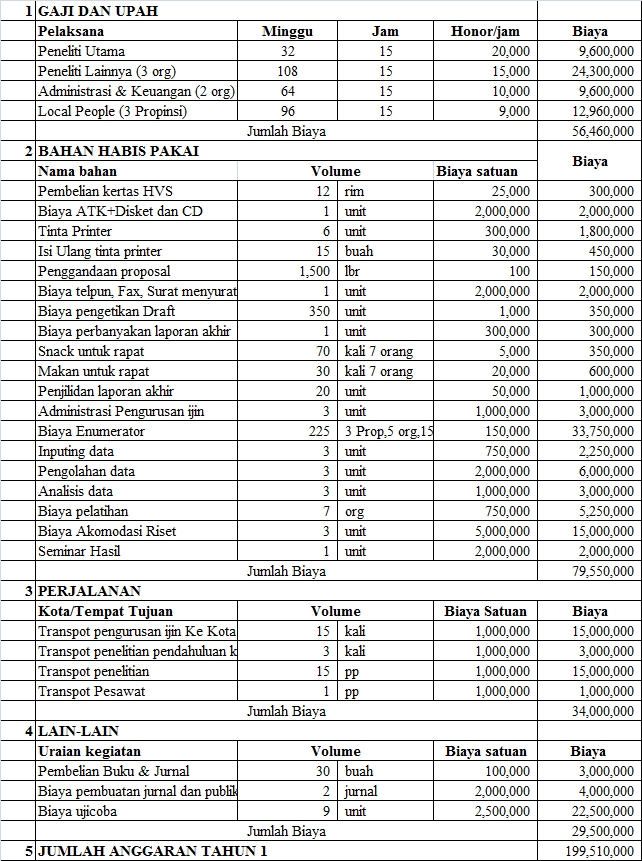 1 GAJI DAN UPAH
Pelaksana Minggu Jam Honor/jam Biaya
Peneliti Utama 32 15 20,000 9,600,000
Peneliti Lainnya (3 org) 108 15 15,000 24,300,000
Administrasi & Keuangan (2 org) 64 15 10,000 9,600,000
Local People (3 Propinsi) 96 15 9,000 12,960,000
Jumlah Biaya 56,460,000
2 BAHAN HABIS PAKAI Biaya
Nama bahan Volume Biaya satuan
Pembelian kertas HVS 12 rim 25,000 300,000
Biaya ATK+Disket dan CD 1 unit 2,000,000 2,000,000
Tinta Printer 6 unit 300,000 1,800,000
Isi Ulang tinta printer 15 buah 30,000 450,000
Penggandaan proposal 1,500 lbr 100 150,000
Biaya telpun, Fax, Surat menyurat 1 unit 2,000,000 2,000,000
Biaya pengetikan Draft 350 unit 1,000 350,000
Biaya perbanyakan laporan akhir 1 unit 300,000 300,000
Snack untuk rapat 70 kali 7 orang 5,000 350,000
Makan untuk rapat 30 kali 7 orang 20,000 600,000
Penjilidan laporan akhir 20 unit 50,000 1,000,000
Administrasi Pengurusan ijin 3 unit 1,000,000 3,000,000
Biaya Enumerator 225 3 Prop,5 org,15 150,000 33,750,000
Inputing data 3 unit 750,000 2,250,000
Pengolahan data 3 unit 2,000,000 6,000,000
Analisis data 3 unit 1,000,000 3,000,000
Biaya pelatihan 7 org 750,000 5,250,000
Biaya Akomodasi Riset 3 unit 5,000,000 15,000,000
Seminar Hasil 1 unit 2,000,000 2,000,000
Jumlah Biaya 79,550,000
3 PERJALANAN
Kota/Tempat Tujuan Volume Biaya Satuan Biaya
Transpot pengurusan ijin Ke Kota 15 kali 1,000,000 15,000,000
Transpot penelitian pendahuluan k 3 kali 1,000,000 3,000,000
Transpot penelitian 15 pp 1,000,000 15,000,000
Transpot Pesawat 1 pp 1,000,000 1,000,000
Jumlah Biaya 34,000,000
4 LAIN-LAIN
Uraian kegiatan Volume Biaya satuan Biaya
Pembelian Buku & Jurnal 30 buah 100,000 3,000,000
Biaya pembuatan jurnal dan publik 2 jurnal 2,000,000 4,000,000
Biaya ujicoba 9 unit 2,500,000 22,500,000
Jumlah Biaya 29,500,000
5 JUMLAH ANGGARAN TAHUN 1 199,510,000